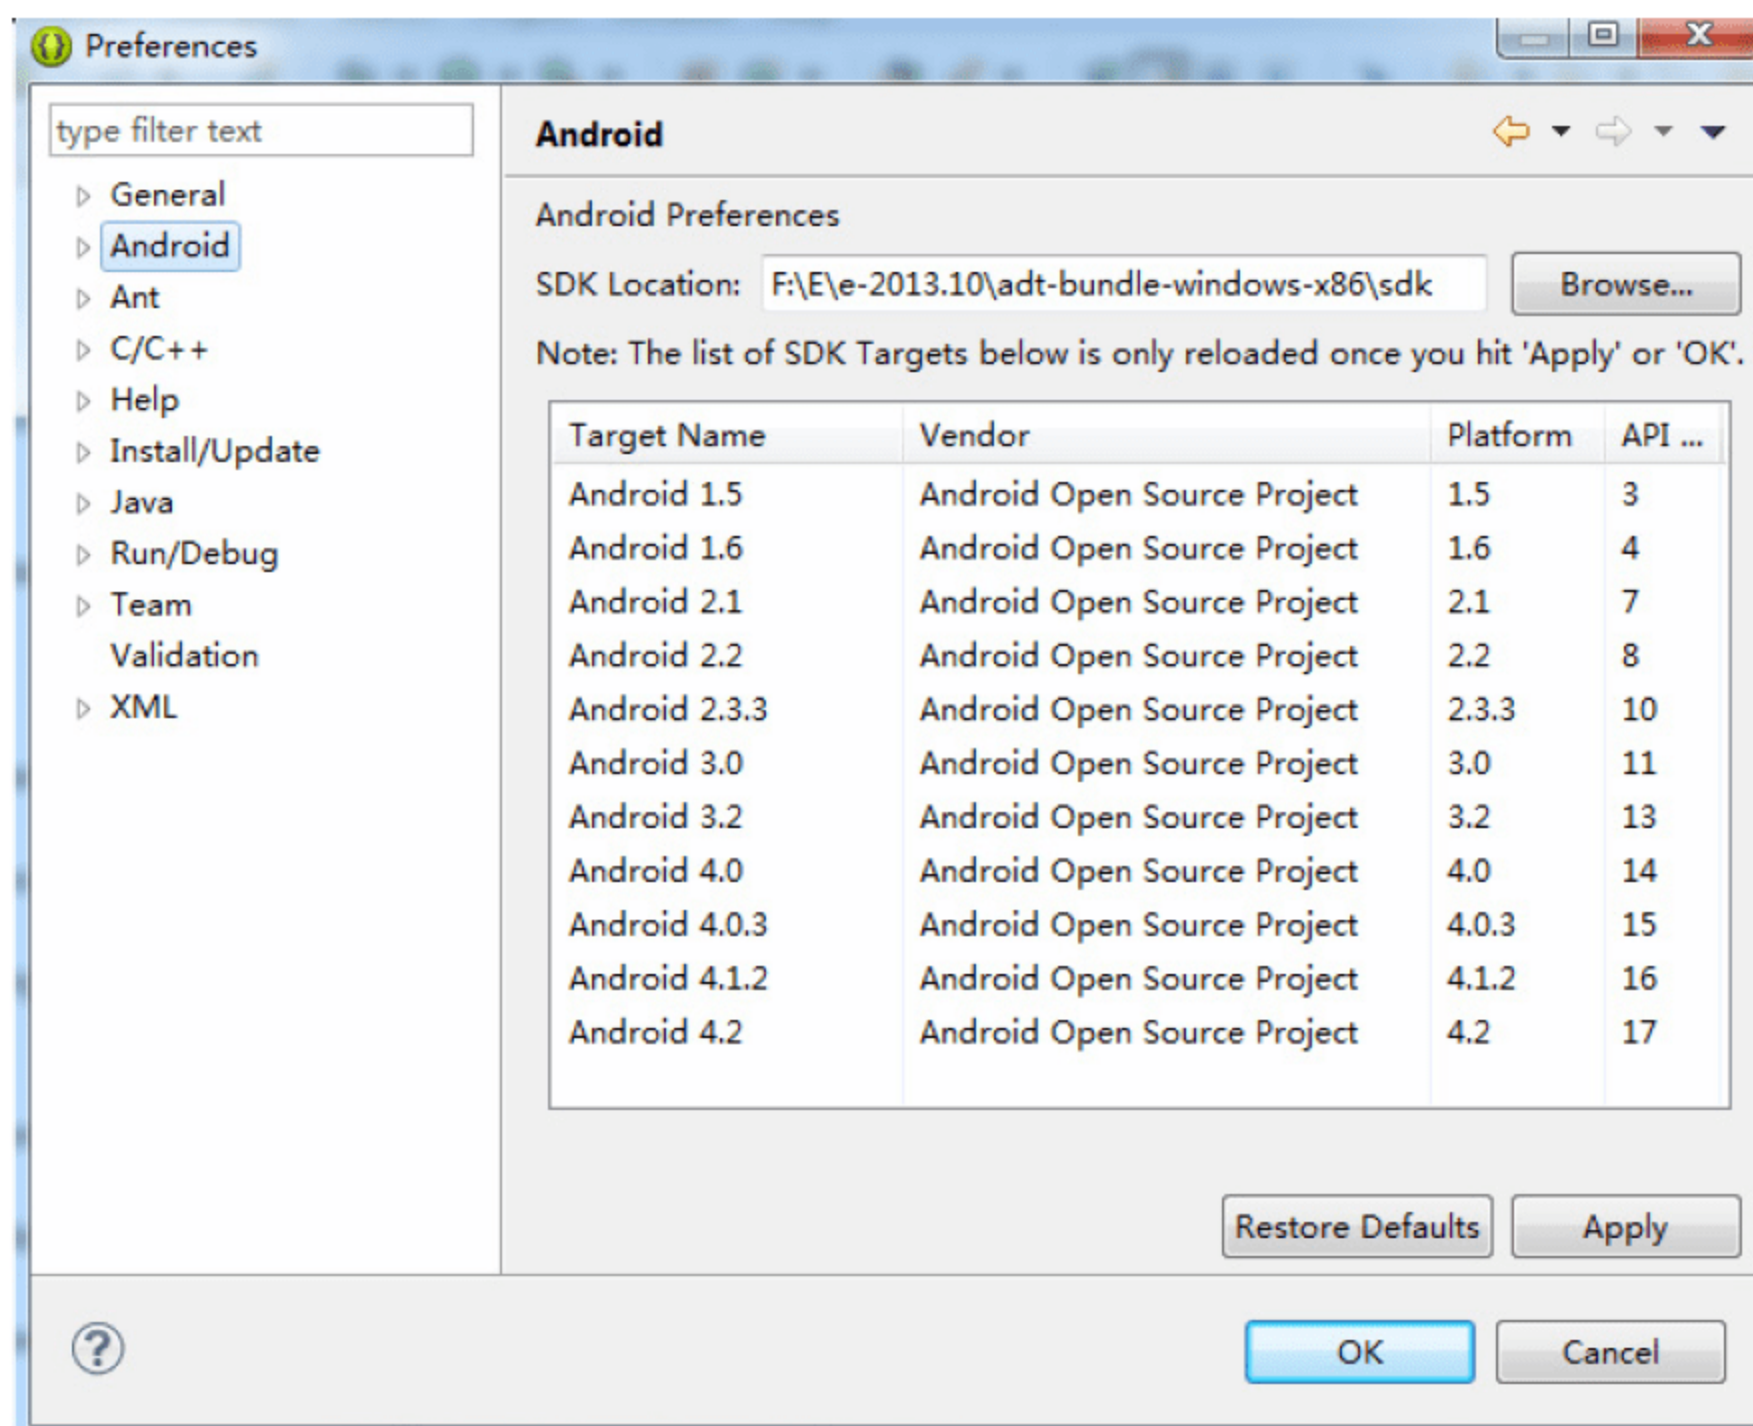 Preferences
type filter text
General
Android
Ant
C/C++
Help
Install/Update
Java
Run/Debug
Team
Validation
XML
Android
Android Preferences
SDK Location: F:\E\e-2013.10\adt-bundle-windows-x86\sdk Browse...
Note: The list of SDK Targets below is only reloaded once you hit 'Apply' or 'OK'.
Target Name Vendor Platform API ...
Android 1.5 Android Open Source Project 1.5 3
Android 1.6 Android Open Source Project 1.6 4
Android 2.1 Android Open Source Project 2.1 7
Android 2.2 Android Open Source Project 2.2 8
Android 2.3.3 Android Open Source Project 2.3.3 10
Android 3.0 Android Open Source Project 3.0 11
Android 3.2 Android Open Source Project 3.2 13
Android 4.0 Android Open Source Project 4.0 14
Android 4.0.3 Android Open Source Project 4.0.3 15
Android 4.1.2 Android Open Source Project 4.1.2 16
Android 4.2 Android Open Source Project 4.2 17
Restore Defaults Apply
OK Cancel